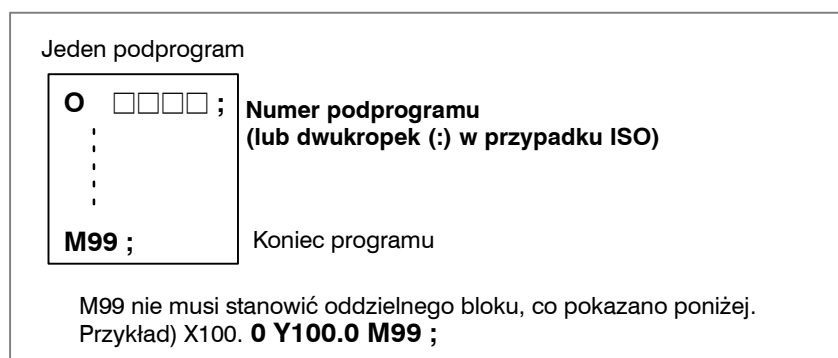 Jeden podprogram
O □□□□ ; Numer podprogramu
(lub dwukropek (:) w przypadku ISO)
M99 ; Koniec programu
M99 nie musi stanowić oddzielnego bloku, co pokazano poniżej.
Przykład) X100. 0 Y100.0 M99 ;